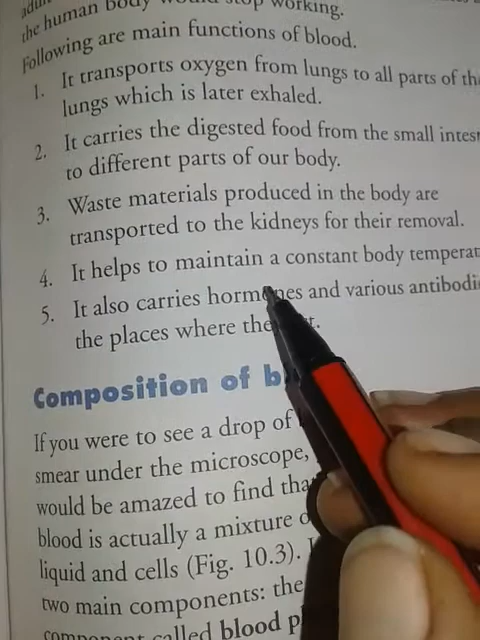 the human body would stop working.
Following are main functions of blood.
1. It transports oxygen from lungs to all parts of the
lungs which is later exhaled.
2. It carries the digested food from the small
to different parts of our body.
3. Waste materials produced in the body are
transported to the kidneys for their removal.
4. It helps to maintain a constant body
5. It also carries hormones and various
the places where
Composition of
If you were to see a drop of
smear under the microscope,
would be amazed to find
blood is actually a mixture
liquid and cells (Fig. 10.3).
two main components: the
component called blood